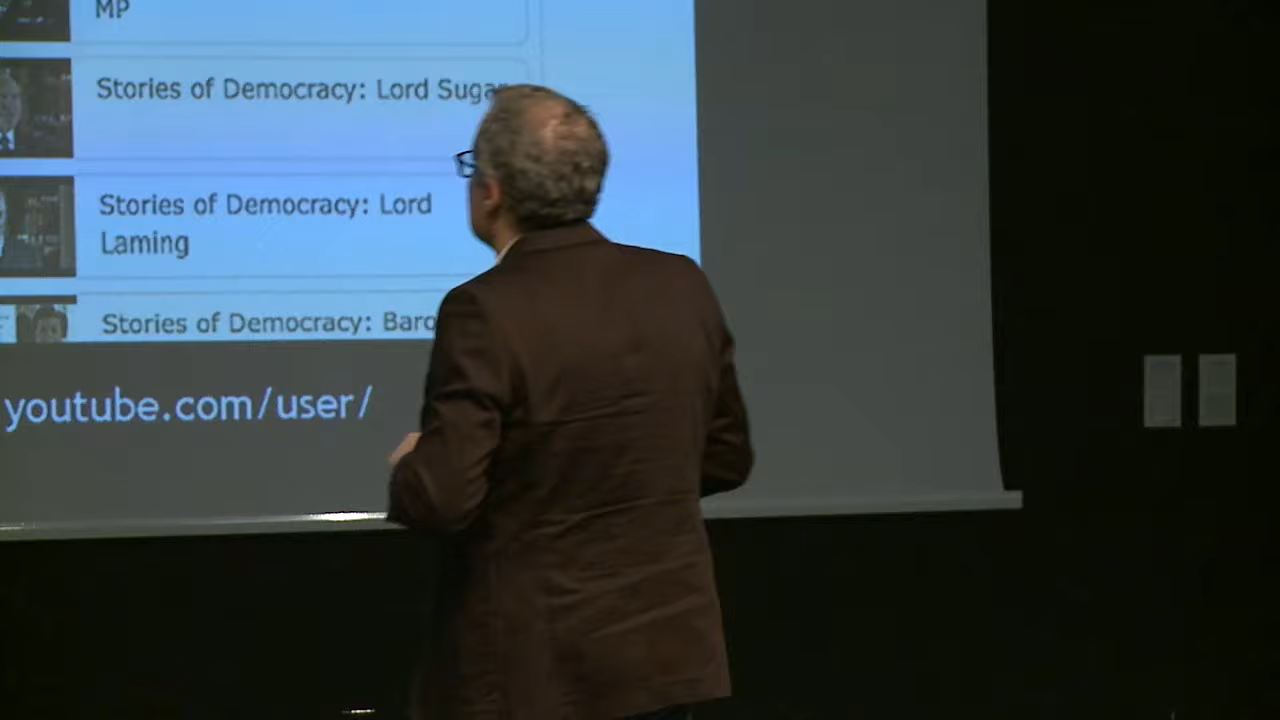 MP
Stories of Democracy: Lord Sugar
Stories of Democracy: Lord
Laming
Stories of Democracy: Baro
youtube.com/user/